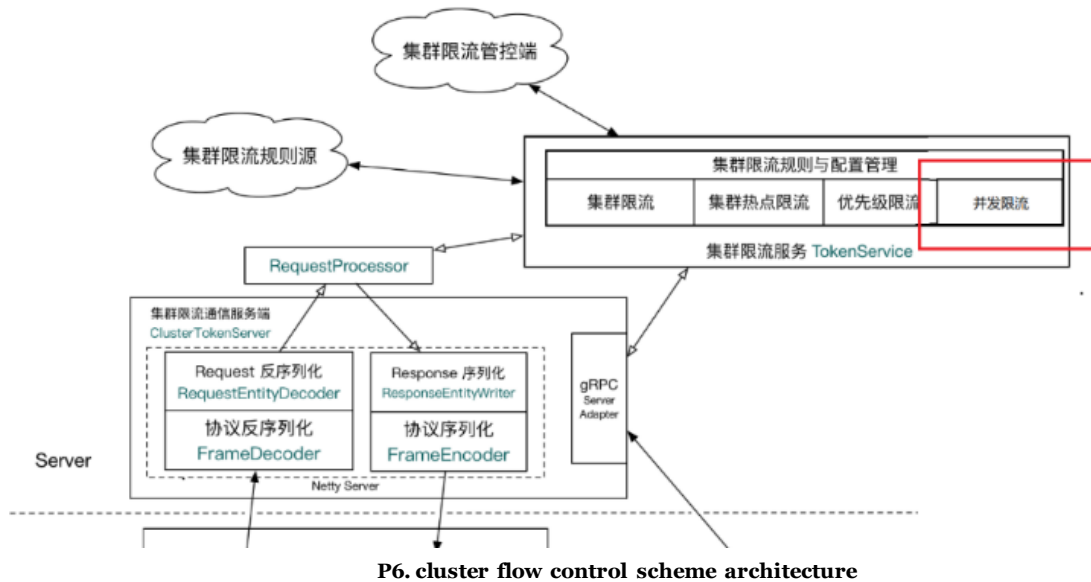 集群限流管控端
集群限流规则源
集群限流规则与配置管理
集群限流
集群热点限流
优先级限流
并发限流
集群限流服务 TokenService
RequestProcessor
集群限流通信服务端
ClusterTokenServer
Request 反序列化
RequestEntityDecoder
协议反序列化
FrameDecoder
Response 序列化
ResponseEntityWriter
协议序列化
FrameEncoder
Netty Server
gRPC
Server
Adapter
Server
P6. cluster flow control scheme architecture